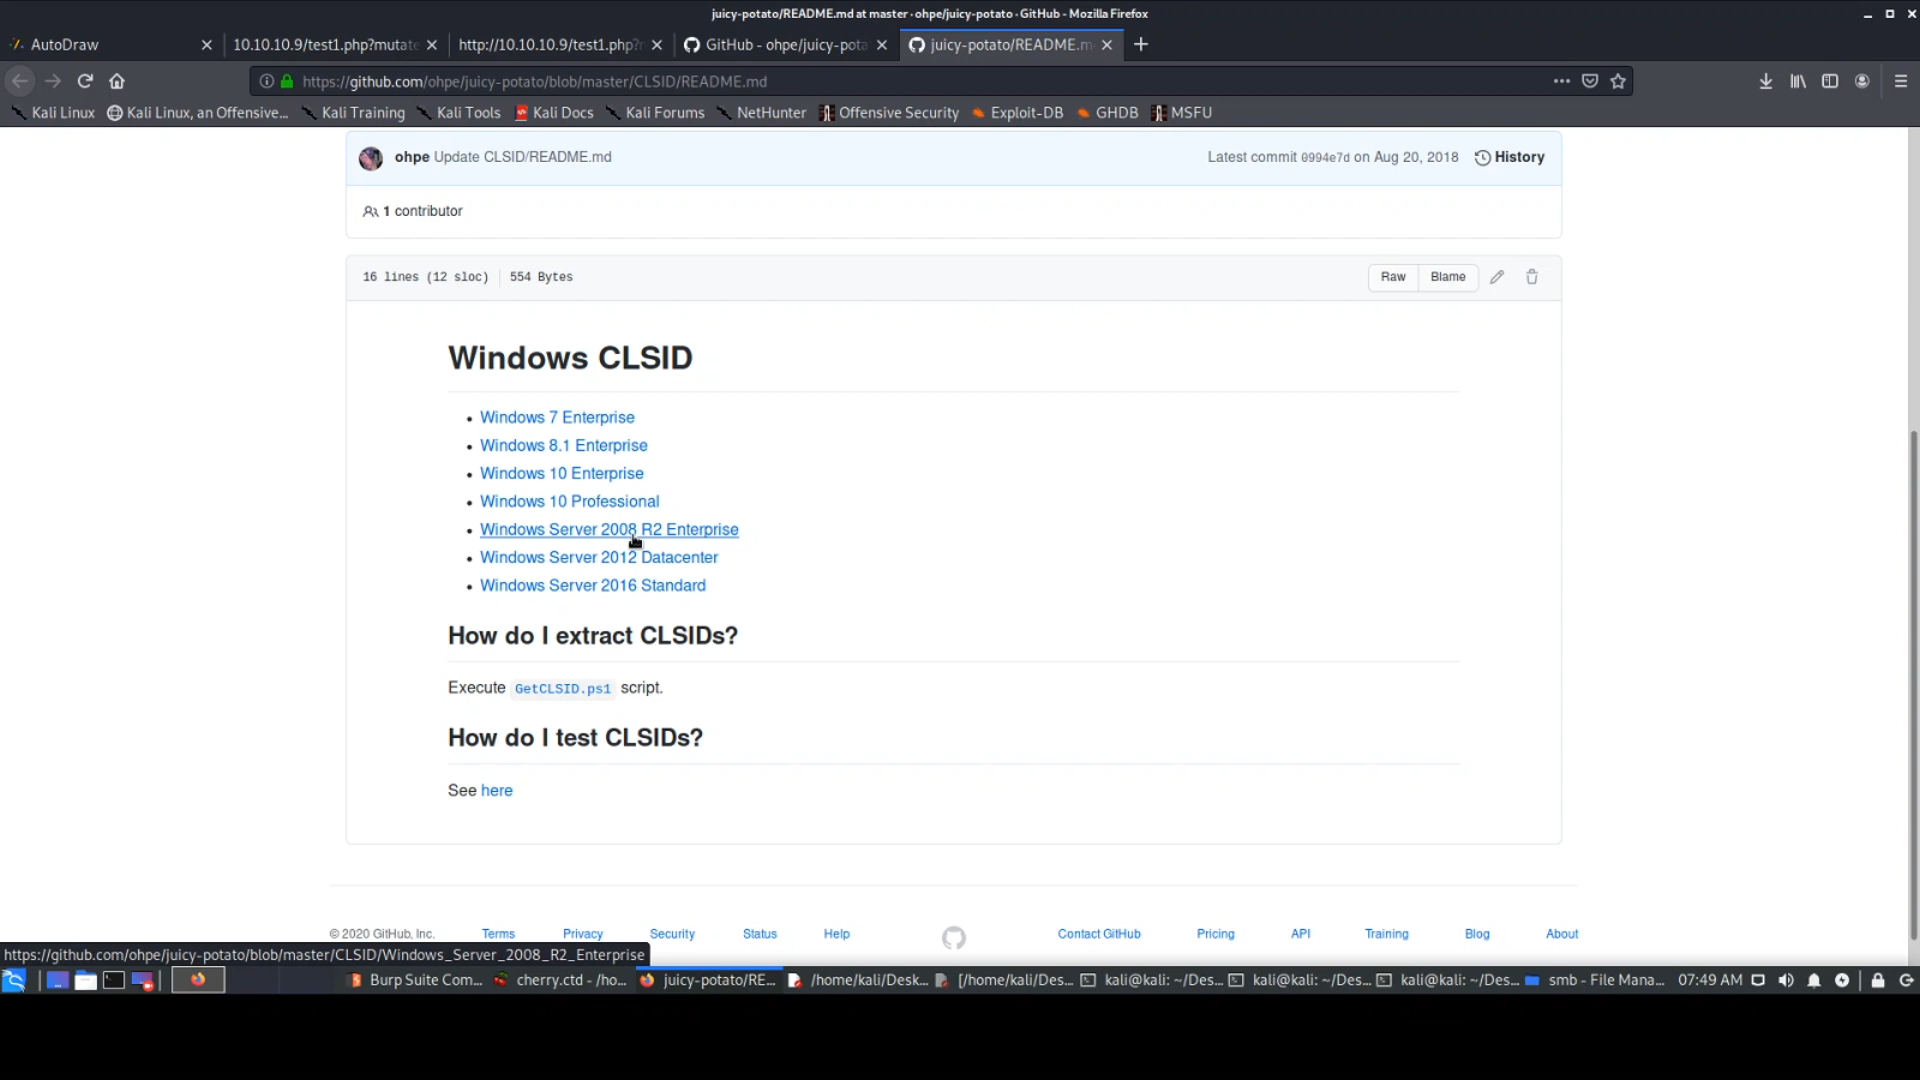 juicy-potato/README.md at master · ohpe/juicy-potato · GitHub - Mozilla Firefox
AutoDraw
10.10.10.9/test1.php?mutate
http://10.10.10.9/test1.php?r
GitHub - ohpe/juicy-pota
juicy-potato/README.m
https://github.com/ohpe/juicy-potato/blob/master/CLSID/README.md
Kali Linux
Kali Linux, an Offensive...
Kali Training
Kali Tools
Kali Docs
Kali Forums
NetHunter
Offensive Security
Exploit-DB
GHDB
MSFU
ohpe Update CLSID/README.md
Latest commit 0994e7d on Aug 20, 2018
History
1 contributor
16 lines (12 sloc)
554 Bytes
Raw
Blame
Windows CLSID
• Windows 7 Enterprise
• Windows 8.1 Enterprise
• Windows 10 Enterprise
• Windows 10 Professional
• Windows Server 2008 R2 Enterprise
• Windows Server 2012 Datacenter
• Windows Server 2016 Standard
How do I extract CLSIDs?
Execute GetCLSID.ps1 script.
How do I test CLSIDs?
See here
© 2020 GitHub, Inc.
Terms
Privacy
Security
Status
Help
Contact GitHub
Pricing
API
Training
Blog
About
https://github.com/ohpe/juicy-potato/blob/master/CLSID/Windows_Server_2008_R2_Enterprise
Burp Suite Com...
cherry.ctd - /ho...
juicy-potato/RE...
/home/kali/Desk...
[/home/kali/Des...
kali@kali: ~/Des...
kali@kali: ~/Des...
kali@kali: ~/Des...
smb - File Mana...
07:49 AM